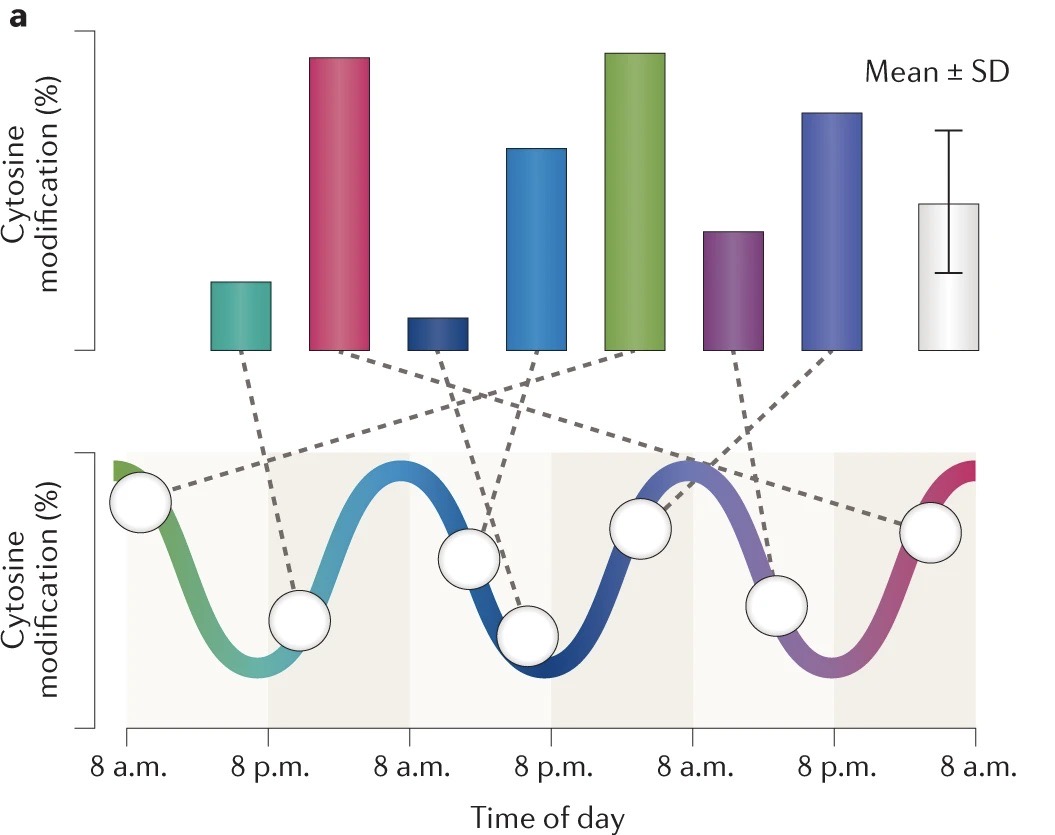 a
Cytosine
modification (%)
Mean ± SD
Cytosine
modification (%)
8 a.m.
8 p.m.
8 a.m.
8 p.m.
8 a.m.
8 p.m.
8 a.m.
Time of day